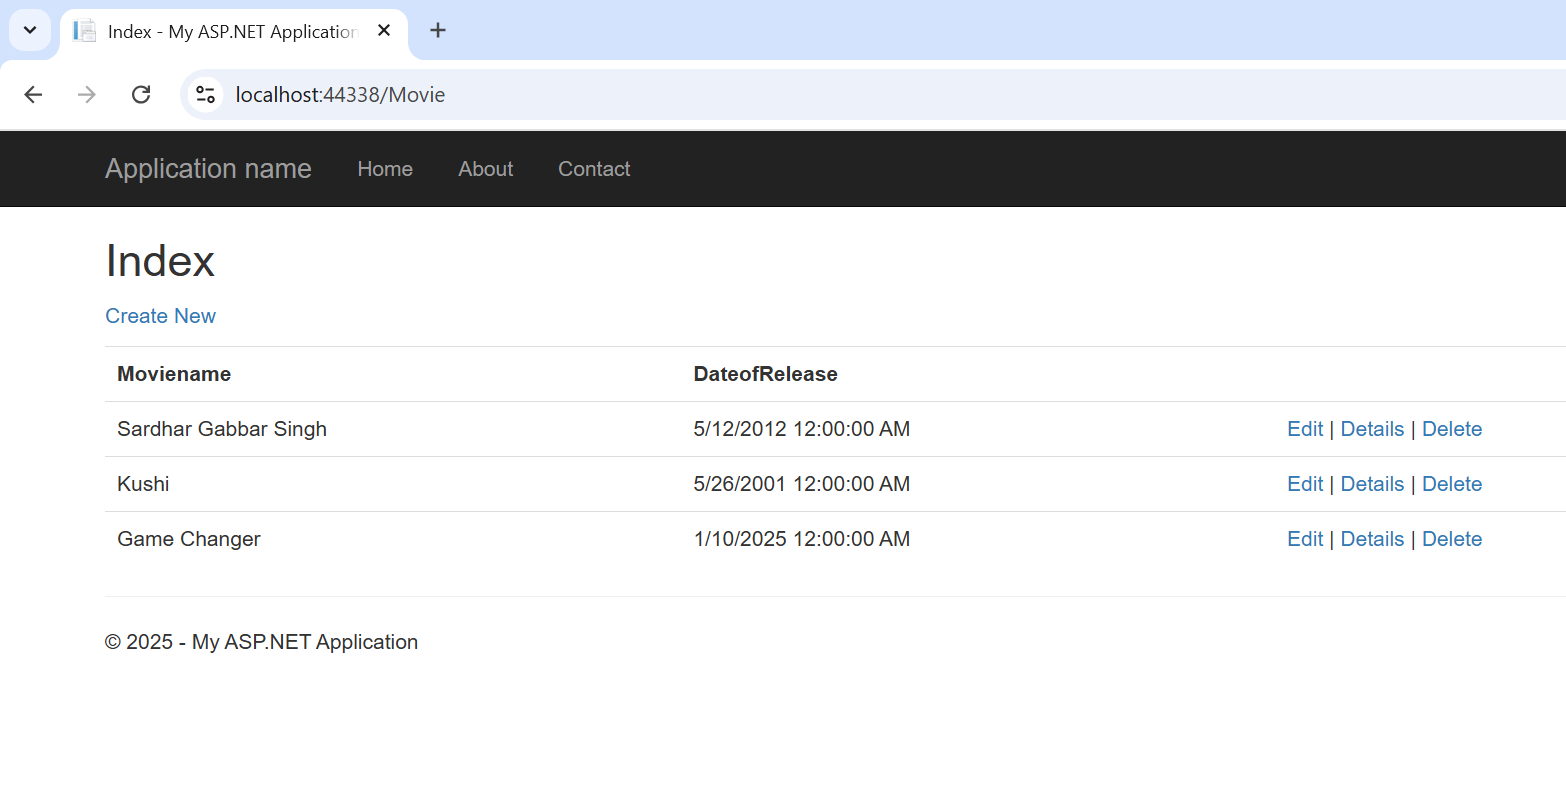 Index - My ASP.NET Application
localhost:44338/Movie
Application name Home About Contact
Index
Create New
Moviename DateofRelease
Sardhar Gabbar Singh 5/12/2012 12:00:00 AM Edit | Details | Delete
Kushi 5/26/2001 12:00:00 AM Edit | Details | Delete
Game Changer 1/10/2025 12:00:00 AM Edit | Details | Delete
© 2025 - My ASP.NET Application